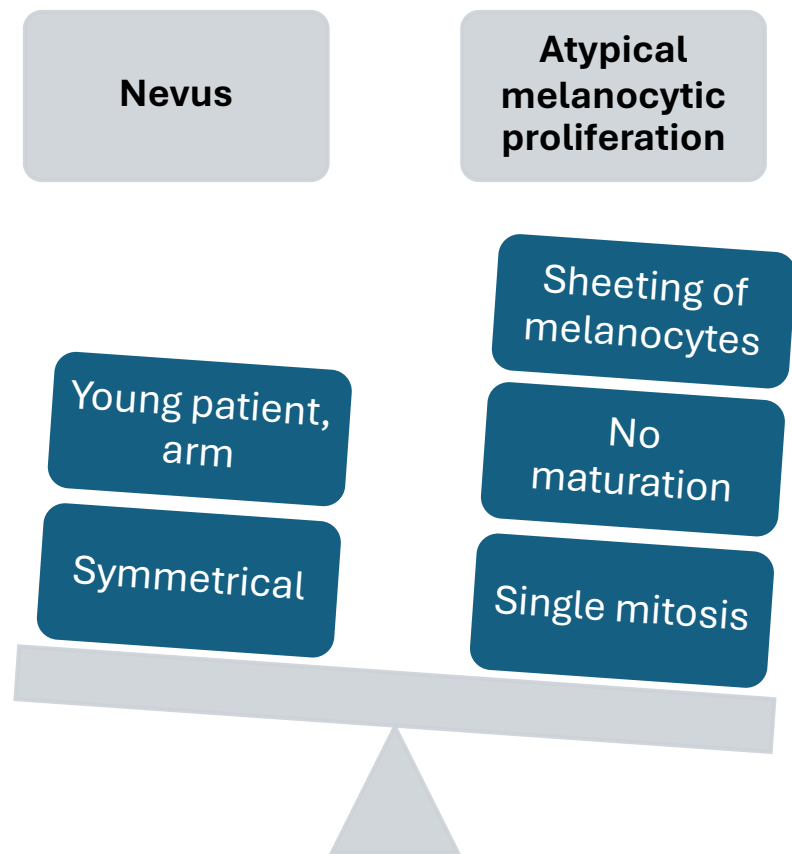 Nevus
Atypical
melanocytic
proliferation
Young patient,
arm
Symmetrical
Sheeting of
melanocytes
No
maturation
Single mitosis